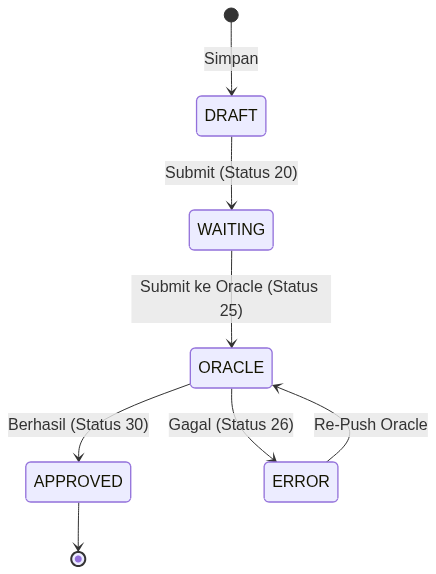 Simpan
DRAFT
Submit (Status 20)
WAITING
Submit ke Oracle (Status
25)
ORACLE
Berhasil (Status 30)
Gagal (Status 26)
Re-Push Oracle
APPROVED
ERROR